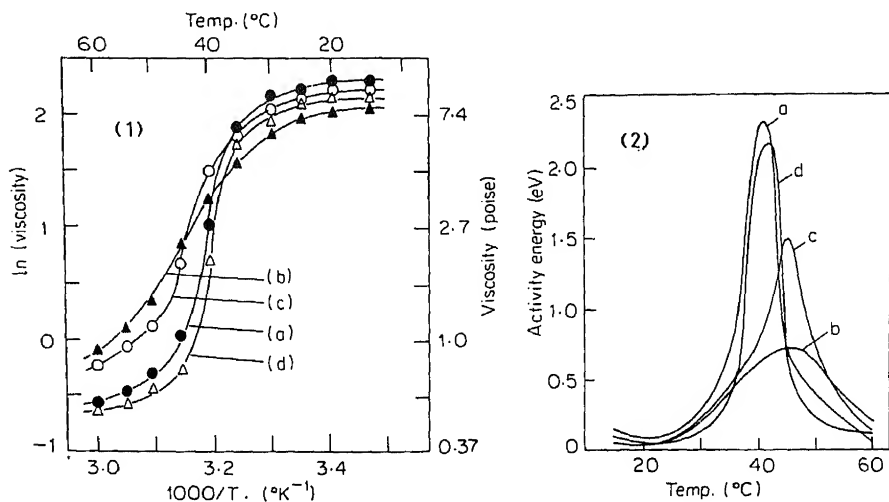 Temp. (°C)
60 40 20
2
1
0
−1
ln (viscosity)
(1)
7·4
2·7
1·0
0·37
Viscosity (poise)
(b)
(c)
(a)
(d)
3.0 3.2 3.4
1000/T. (°K⁻¹)
2.5
2.0
1·5
1.0
0.5
0
Activity energy (eV)
(2)
a
d
c
b
20 40 60
Temp. (°C)